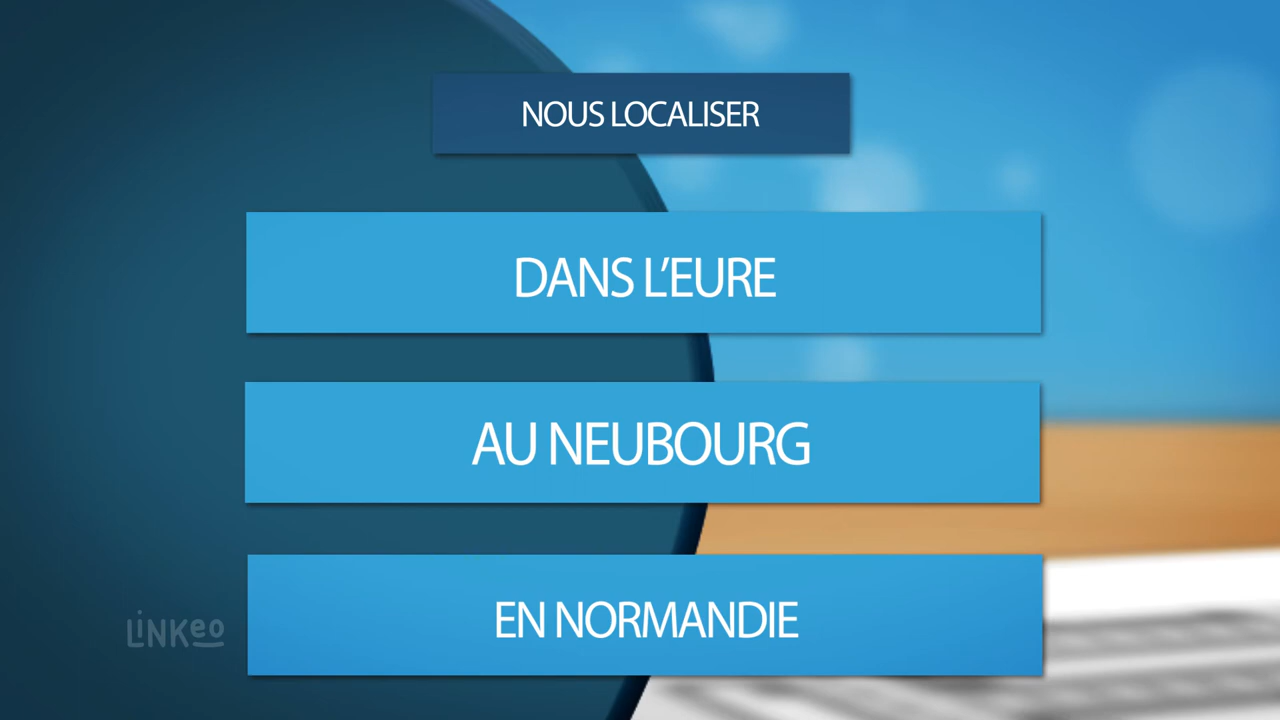 NOUS LOCALISER
DANS L'EURE
AU NEUBOURG
EN NORMANDIE
LINKeo